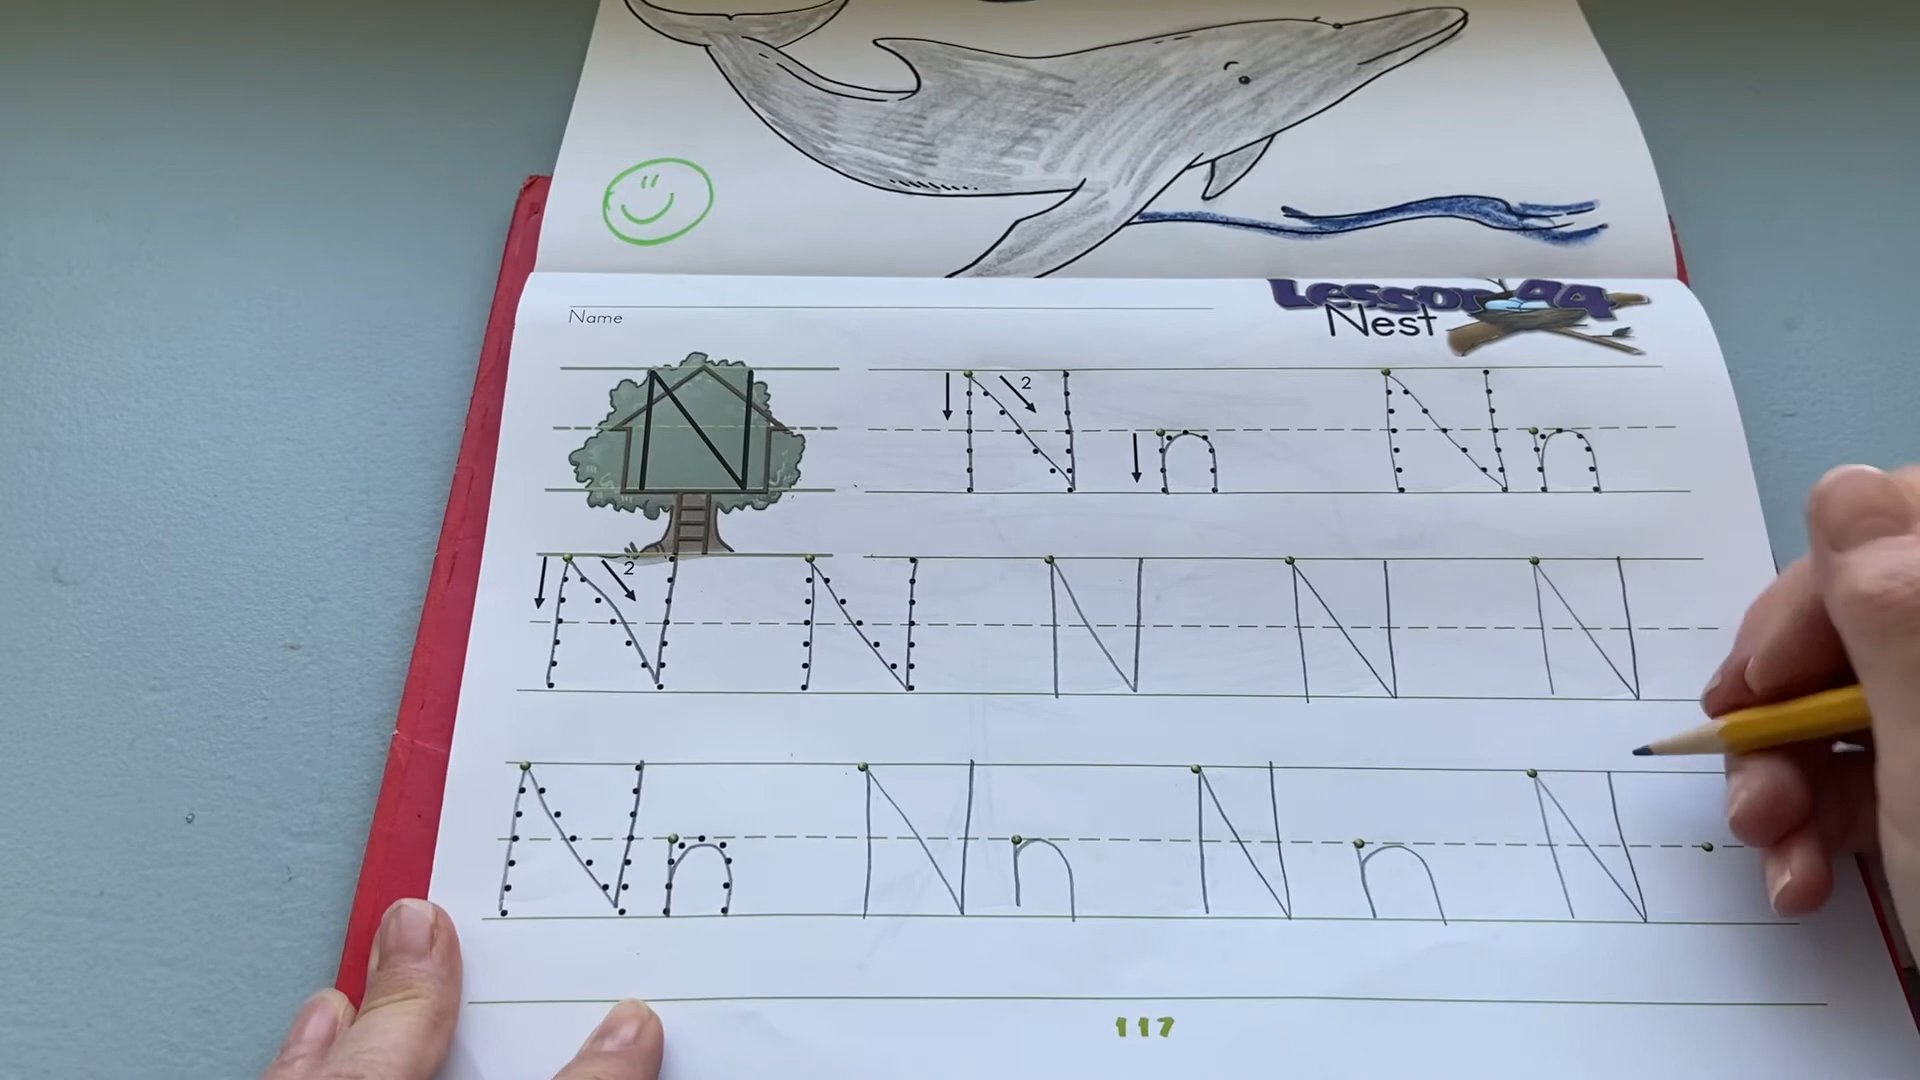 Lesson 44
Name
Nest
N
N 2 n N n
N 2 N N N N
N n N n N n N
117